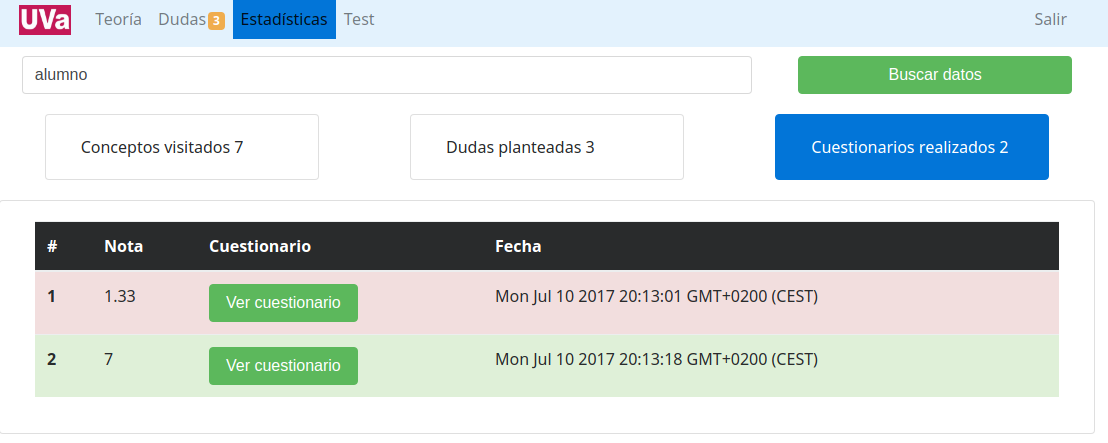 UVa Teoría Dudas 3 Estadísticas Test Salir
alumno Buscar datos
Conceptos visitados 7 Dudas planteadas 3 Cuestionarios realizados 2
# Nota Cuestionario Fecha
1 1.33 Ver cuestionario Mon Jul 10 2017 20:13:01 GMT+0200 (CEST)
2 7 Ver cuestionario Mon Jul 10 2017 20:13:18 GMT+0200 (CEST)